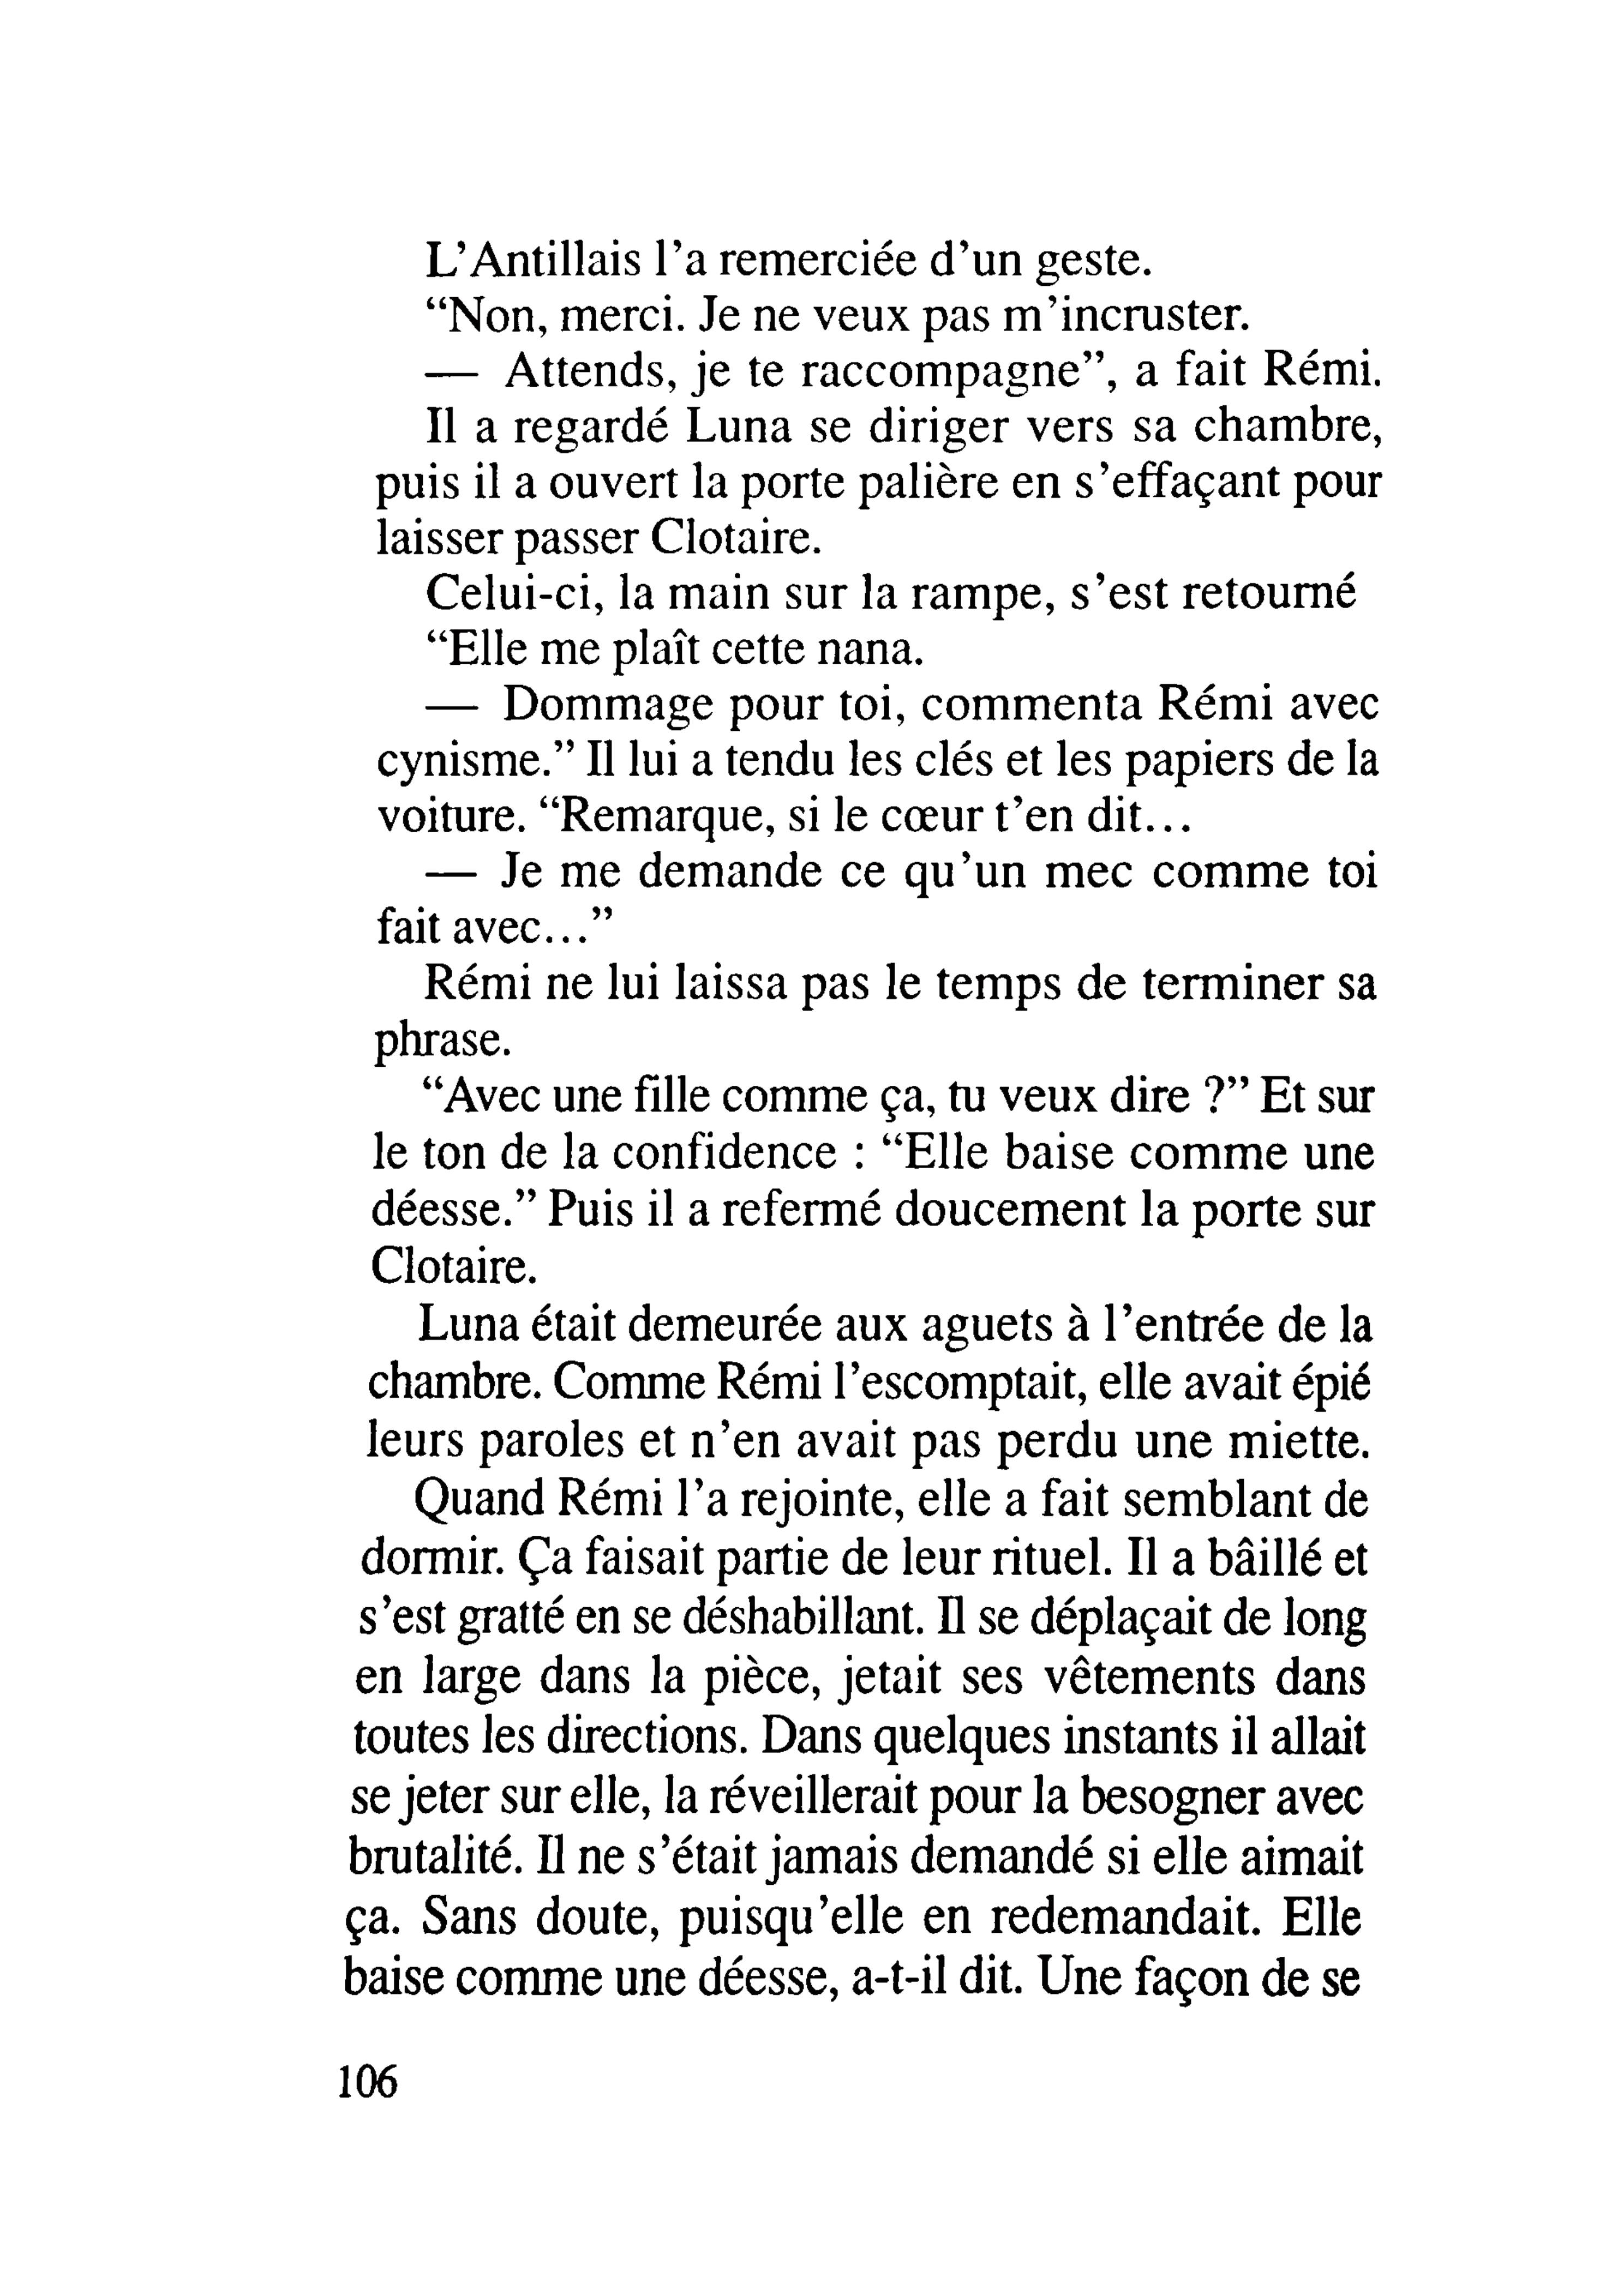 L’Antillais l’a remerciée d’un geste.
“Non, merci. Je ne veux pas m’incruster.
— Attends, je te raccompagne”, a fait Rémi.
Il a regardé Luna se diriger vers sa chambre,
puis il a ouvert la porte palière en s’effaçant pour
laisser passer Clotaire.
Celui-ci, la main sur la rampe, s’est retourné
“Elle me plaît cette nana.
— Dommage pour toi, commenta Rémi avec
cynisme.” Il lui a tendu les clés et les papiers de la
voiture. “Remarque, si le cœur t’en dit...
— Je me demande ce qu’un mec comme toi
fait avec...”
Rémi ne lui laissa pas le temps de terminer sa
phrase.
“Avec une fille comme ça, tu veux dire ?” Et sur
le ton de la confidence : “Elle baise comme une
déesse.” Puis il a refermé doucement la porte sur
Clotaire.
Luna était demeurée aux aguets à l’entrée de la
chambre. Comme Rémi l’escomptait, elle avait épié
leurs paroles et n’en avait pas perdu une miette.
Quand Rémi l’a rejointe, elle a fait semblant de
dormir. Ça faisait partie de leur rituel. Il a bâillé et
s’est gratté en se déshabillant. Il se déplaçait de long
en large dans la pièce, jetait ses vêtements dans
toutes les directions. Dans quelques instants il allait
se jeter sur elle, la réveillerait pour la besogner avec
brutalité. Il ne s’était jamais demandé si elle aimait
ça. Sans doute, puisqu’elle en redemandait. Elle
baise comme une déesse, a-t-il dit. Une façon de se
106